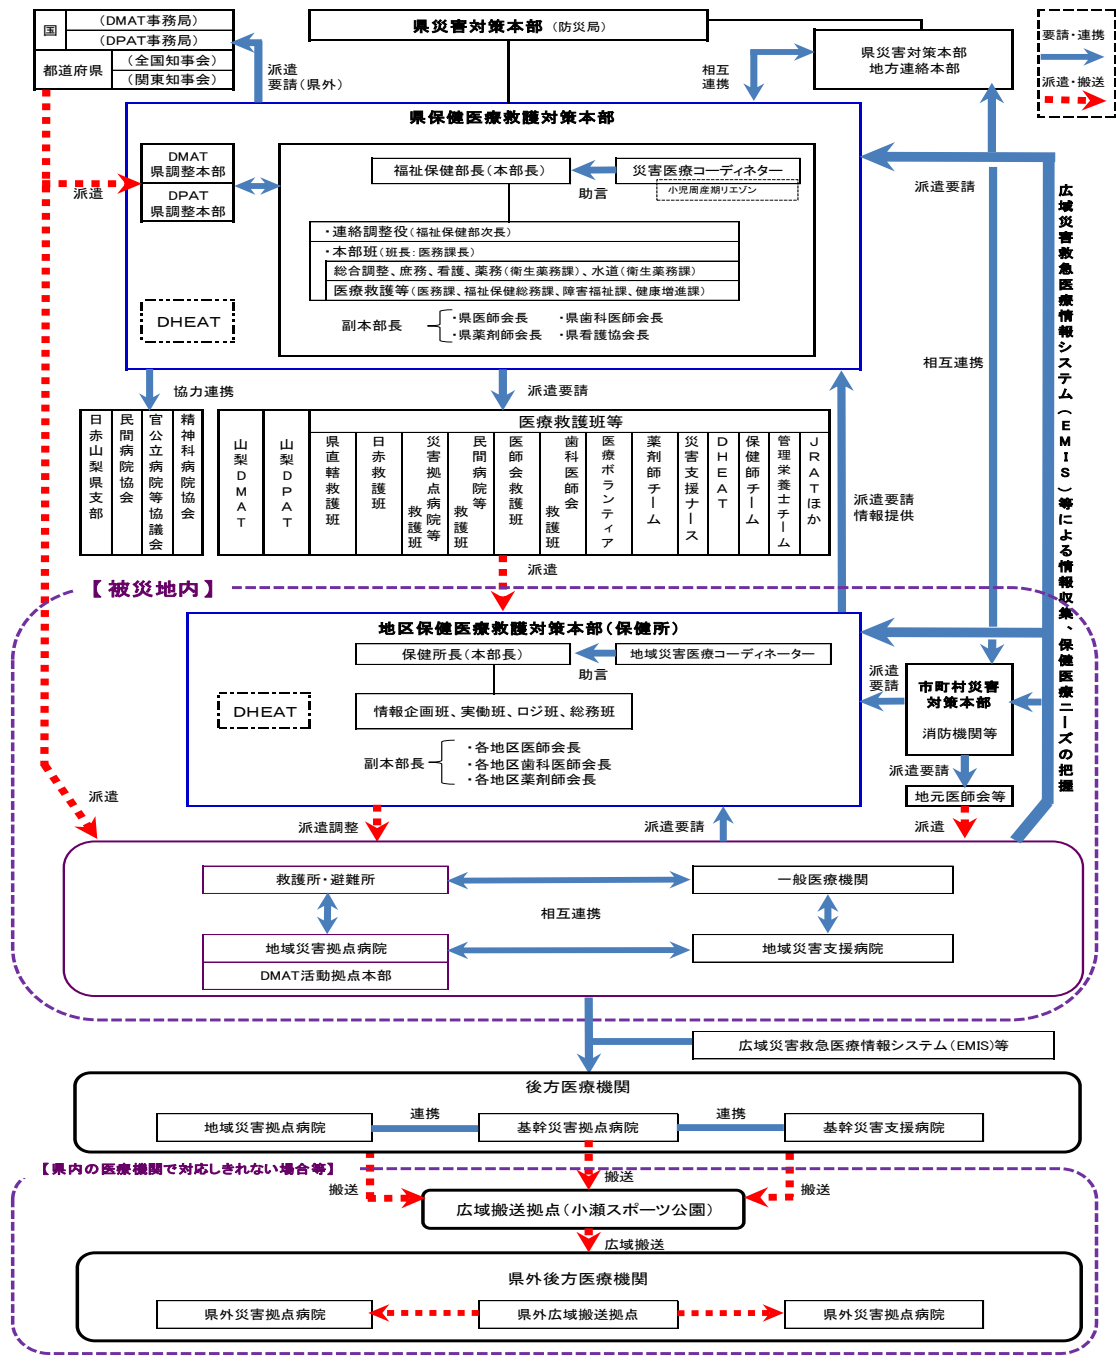 国
(DMAT事務局)
(DPAT事務局)
都道府県
(全国知事会)
(関東知事会)
県災害対策本部 (防災局)
県災害対策本部
地方連絡本部
要請・連携
派遣・搬送
派遣
要請(県外)
相互
連携
県保健医療救護対策本部
DMAT
県調整本部
DPAT
県調整本部
派遣
福祉保健部長(本部長)
助言
災害医療コーディネター
小児周産期リエゾン
・連絡調整役(福祉保健部次長)
・本部班(班長:医務課長)
総合調整、庶務、看護、薬務(衛生薬務課)、水道(衛生薬務課)
医療救護等(医務課、福祉保健総務課、障害福祉課、健康増進課)
副本部長
・県医師会長
・県歯科医師会長
・県薬剤師会長
・県看護協会長
DHEAT
派遣要請
広域災害救急医療情報システム(EMIS)等による情報収集、保健医療ニーズの把握
相互連携
協力連携
派遣要請
日赤山梨県支部
民間病院協会
官公立病院等協議会
精神科病院協会
山梨DMAT
山梨DPAT
医療救護班等
県直轄救護班
日赤救護班
災害拠点病院等
救護班
民間病院等
救護班
医師会救護班
歯科医師会
救護班
医療ボランティア
薬剤師チーム
災害支援ナース
DHEAT
保健師チーム
管理栄養士チーム
JRATほか
派遣要請
情報提供
派遣
【被災地内】
地区保健医療救護対策本部(保健所)
保健所長(本部長)
助言
地域災害医療コーディネーター
DHEAT
情報企画班、実働班、ロジ班、総務班
副本部長
・各地区医師会長
・各地区歯科医師会長
・各地区薬剤師会長
派遣
要請
市町村災害
対策本部
消防機関等
派遣要請
地元医師会等
派遣
派遣
派遣調整
派遣要請
救護所・避難所
一般医療機関
相互連携
地域災害拠点病院
DMAT活動拠点本部
地域災害支援病院
広域災害救急医療情報システム(EMIS)等
後方医療機関
地域災害拠点病院
連携
基幹災害拠点病院
連携
基幹災害支援病院
【県内の医療機関で対応しきれない場合等】
搬送
搬送
搬送
広域搬送拠点(小瀬スポーツ公園)
広域搬送
県外後方医療機関
県外災害拠点病院
県外広域搬送拠点
県外災害拠点病院